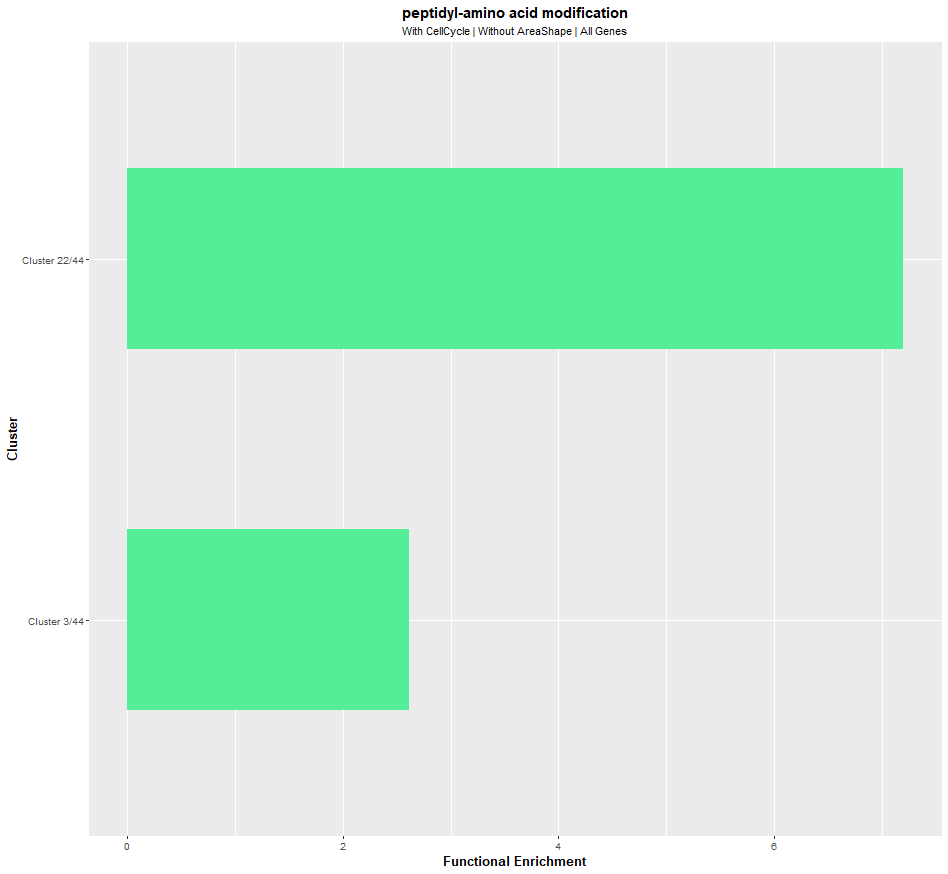 peptidyl-amino acid modification
With CellCycle | Without AreaShape | All Genes
Cluster
Cluster 22/44
Cluster 3/44
0 2 4 6
Functional Enrichment